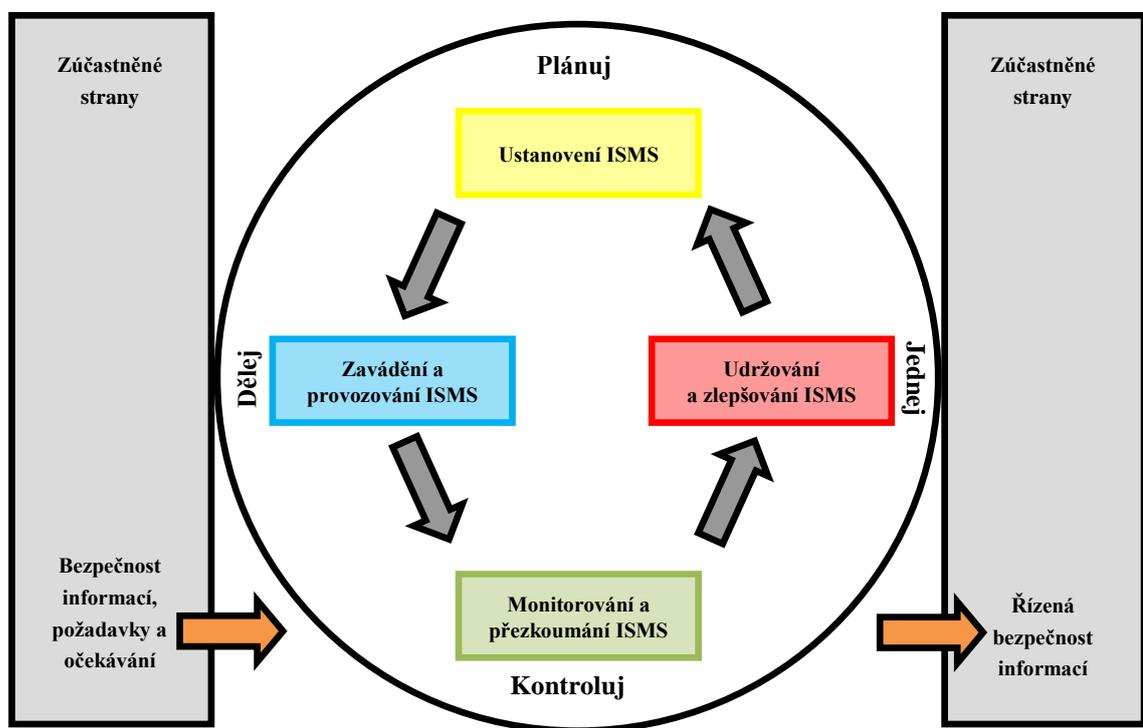 Zúčastněné
strany
Bezpečnost
informací,
požadavky a
očekávání
Plánuj
Ustanovení ISMS
Dělej
Zavádění a
provozování ISMS
Udržování
a zlepšování ISMS
Jednej
Monitorování a
přezkoumání ISMS
Kontroluj
Zúčastněné
strany
Řízená
bezpečnost
informací